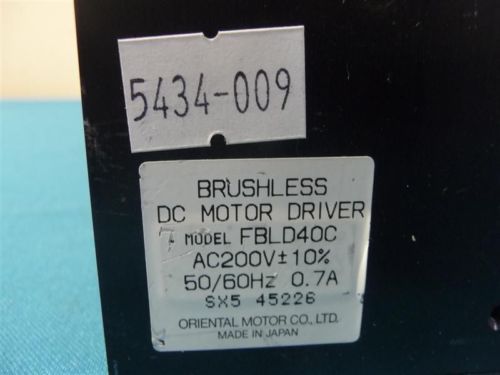 5434-009
BRUSHLESS
DC MOTOR DRIVER
MODEL FBLD40C
AC200V±10%
50/60Hz 0.7A
SX5 45226
ORIENTAL MOTOR CO., LTD.
MADE IN JAPAN